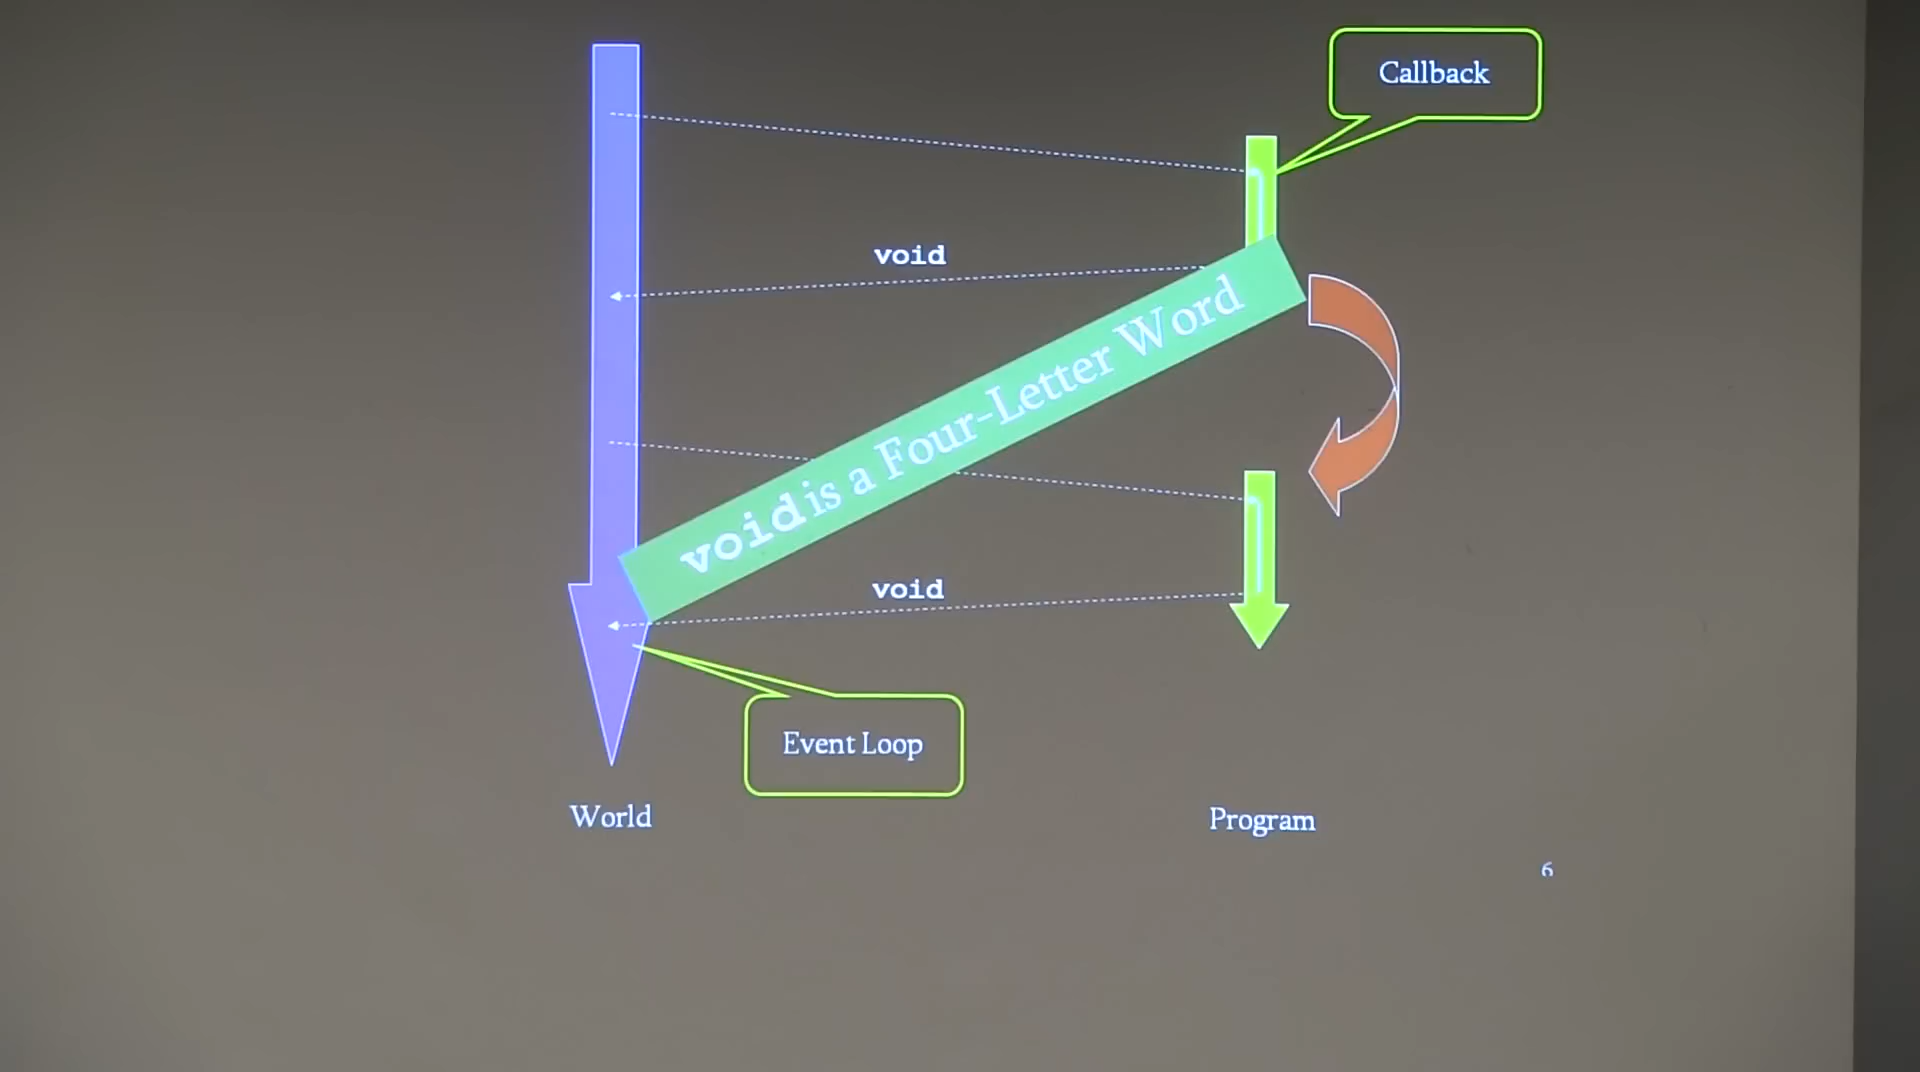 Callback
void
void is a Four-Letter Word
void
Event Loop
World
Program
6